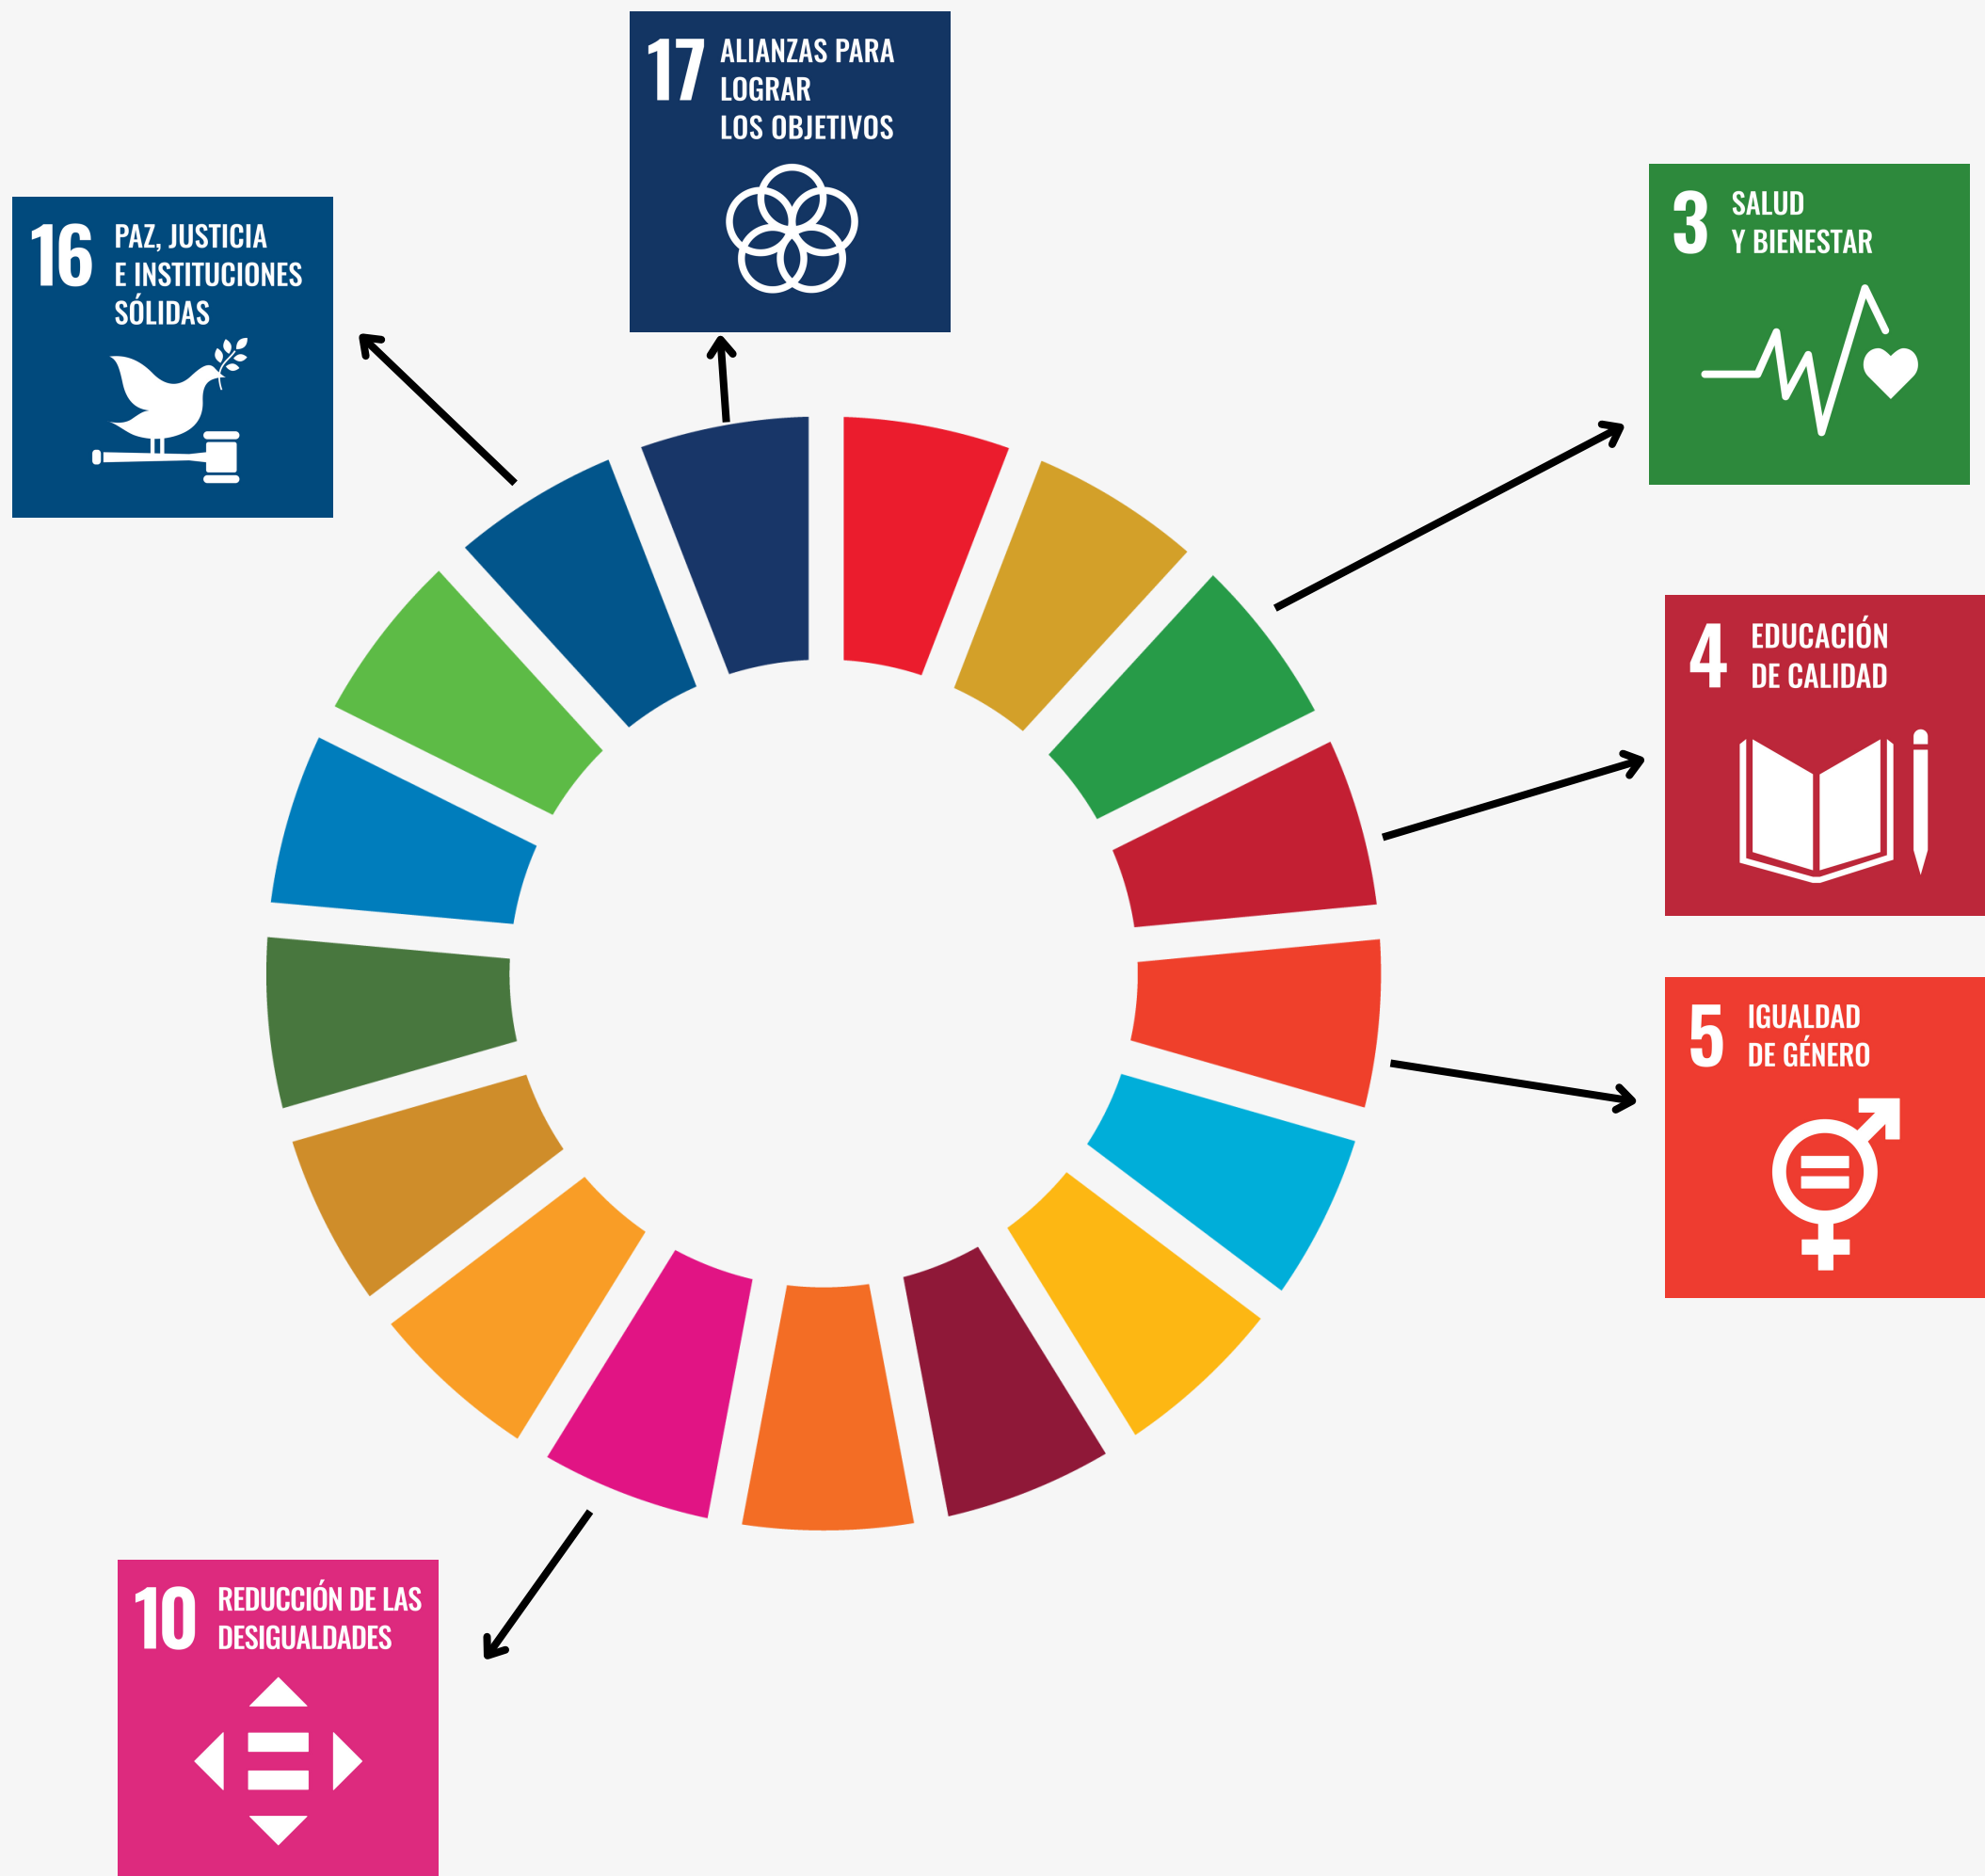 17 ALIANZAS PARA
LOGRAR
LOS OBJETIVOS
16 PAZ, JUSTICIA
E INSTITUCIONES
SÓLIDAS
3 SALUD
Y BIENESTAR
4 EDUCACIÓN
DE CALIDAD
5 IGUALDAD
DE GÉNERO
10 REDUCCIÓN DE LAS
DESIGUALDADES